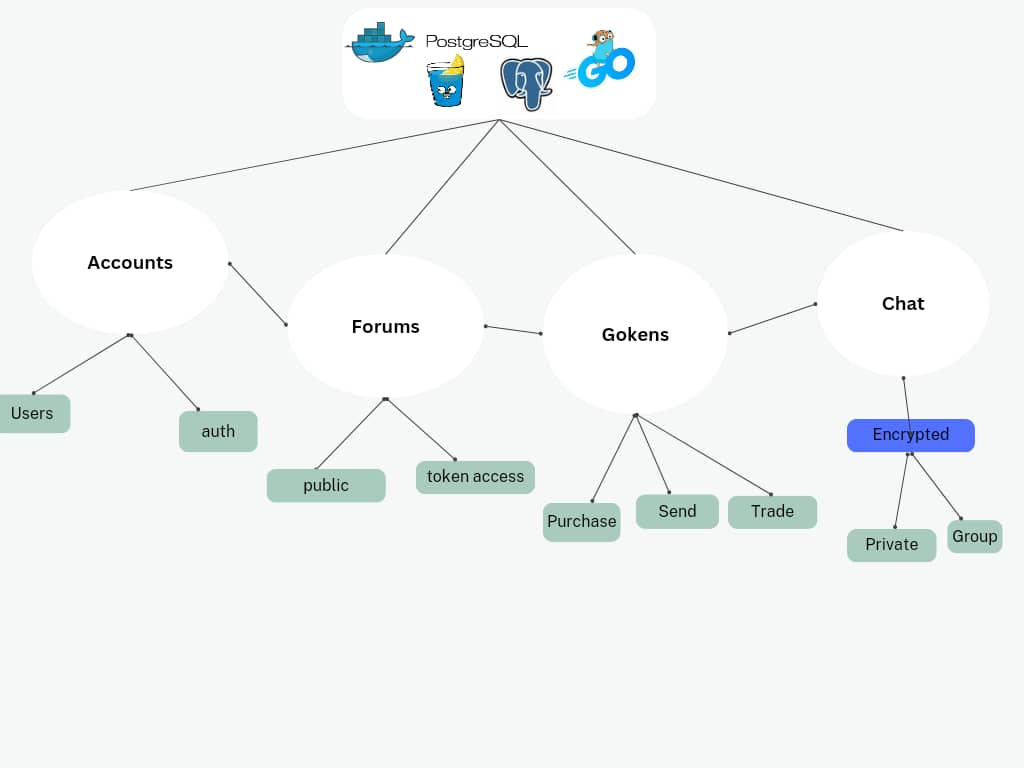 PostgreSQL
GO
Accounts
Forums
Gokens
Chat
Users
auth
public
token access
Purchase
Send
Trade
Encrypted
Private
Group